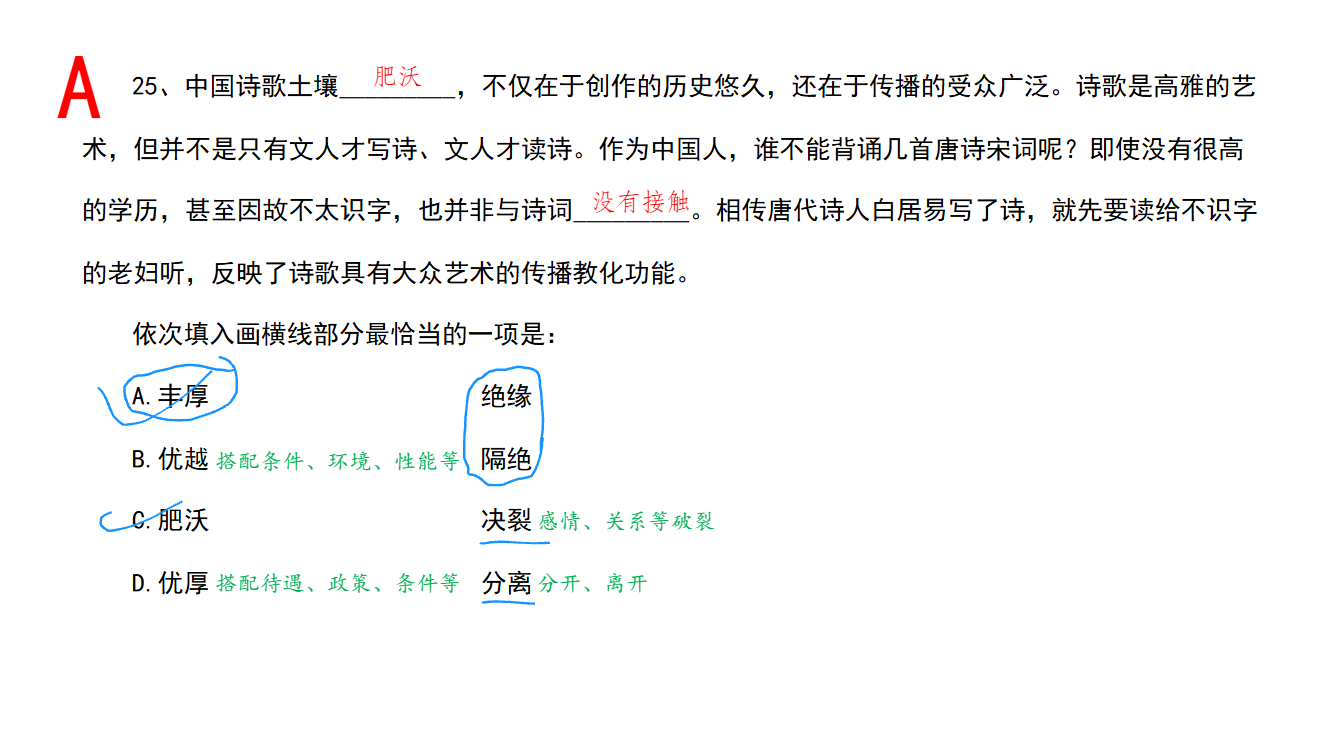 A
25、中国诗歌土壤_________，不仅在于创作的历史悠久，还在于传播的受众广泛。诗歌是高雅的艺
肥沃
术，但并不是只有文人才写诗、文人才读诗。作为中国人，谁不能背诵几首唐诗宋词呢？即使没有很高
的学历，甚至因故不太识字，也并非与诗词_________。相传唐代诗人白居易写了诗，就先要读给不识字
没有接触
的老妇听，反映了诗歌具有大众艺术的传播教化功能。
依次填入画横线部分最恰当的一项是：
A.丰厚 绝缘
B.优越 搭配条件、环境、性能等 隔绝
C.肥沃 决裂 感情、关系等破裂
D.优厚 搭配待遇、政策、条件等 分离 分开、离开